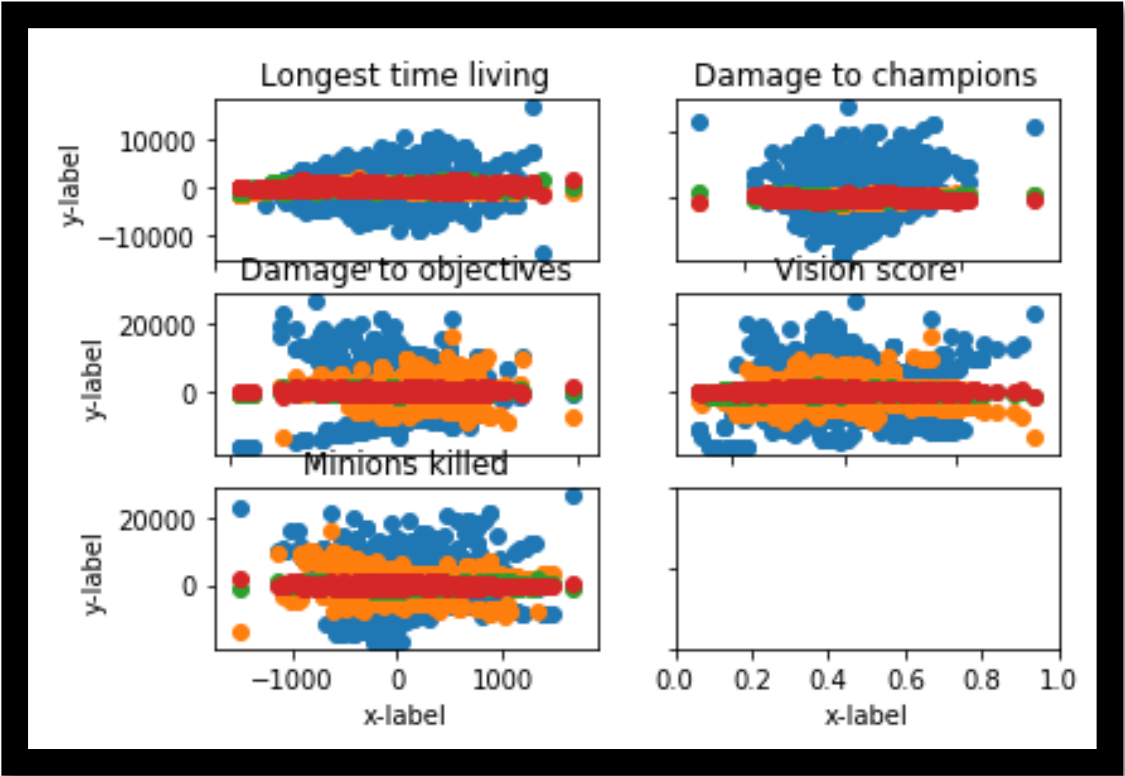 Longest time living
Damage to champions
y-label
10000
0
−10000
Damage to objectives
Vision score
y-label
20000
0
Minions killed
y-label
20000
0
−1000 0 1000
x-label
0.0 0.2 0.4 0.6 0.8 1.0
x-label